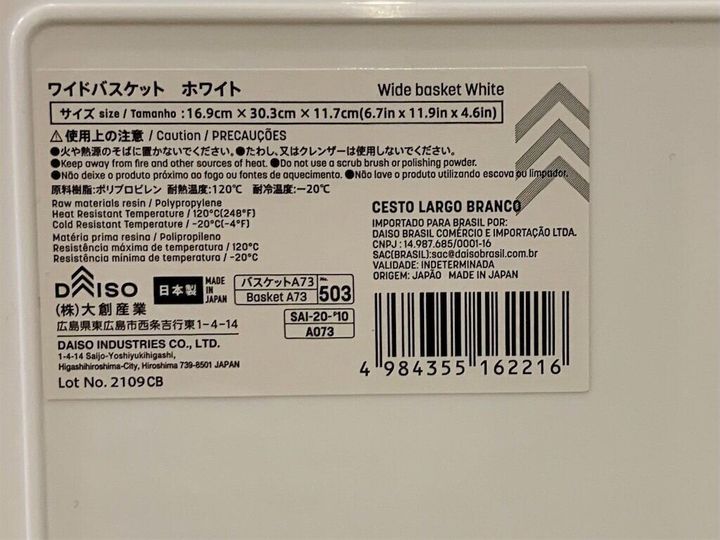 ワイドバスケット ホワイト Wide basket White
サイズ size / Tamanho : 16.9cm × 30.3cm × 11.7cm(6.7in x 11.9in x 4.6in)
⚠使用上の注意 / Caution / PRECAUÇÕES
●火や熱源のそばに置かないでください。●たわし、又はクレンザーは使用しないでください。
●Keep away from fire and other sources of heat. ●Do not use a scrub brush or polishing powder.
●Não deixe o produto próximo ao fogo ou fontes de aquecimento. ●Não lave o produto utilizando escova ou limpador.
原料樹脂:ポリプロピレン 耐熱温度:120℃ 耐冷温度:-20℃
Raw materials resin / Polypropylene
Heat Resistant Temperature / 120℃(248℉)
Cold Resistant Temperature / -20℃(-4℉)
Matéria prima resina / Polipropileno
Resistência máxima de temperatura / 120℃
Resistência mínima de temperatura / -20℃
CESTO LARGO BRANCO
IMPORTADO PARA BRASIL POR:
DAISO BRASIL COMÉRCIO E IMPORTAÇÃO LTDA.
CNPJ : 14.987.685/0001-16
SAC(BRASIL):sac@daisobrasil.com.br
VALIDADE: INDETERMINADA
ORIGEM: JAPÃO MADE IN JAPAN
DAISO
日本製
MADE IN JAPAN
バスケットA73
Basket A73
No. 503
SAI-20-P10
A073
(株)大創産業
広島県東広島市西条吉行東1-4-14
DAISO INDUSTRIES CO., LTD.
1-4-14 Saijo-Yoshiyukihigashi,
Higashihiroshima-City, Hiroshima 739-8501 JAPAN
Lot No. 2109CB
4 984355 162216